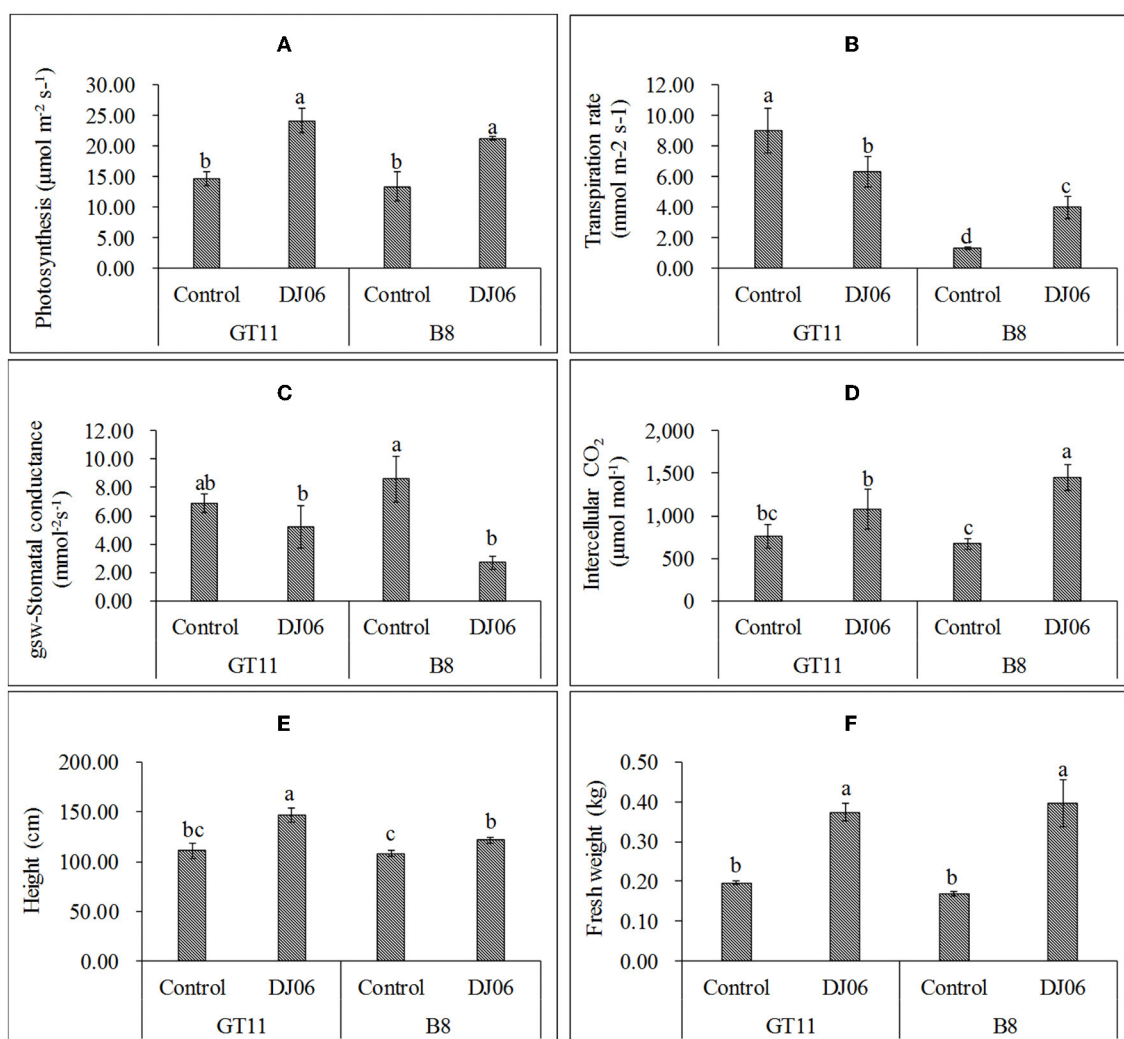 A
Photosynthesis (μmol m-2 s-1)
30.00
25.00
20.00
15.00
10.00
5.00
0.00
b
a
b
a
Control
DJ06
Control
DJ06
GT11
B8
B
Transpiration rate
(mmol m-2 s-1)
12.00
10.00
8.00
6.00
4.00
2.00
0.00
a
b
d
c
Control
DJ06
Control
DJ06
GT11
B8
C
gsw-Stomatal conductance
(mmol-2s-1)
12.00
10.00
8.00
6.00
4.00
2.00
0.00
ab
b
a
b
Control
DJ06
Control
DJ06
GT11
B8
D
Intercellular CO2
(μmol mol-1)
2,000
1,500
1,000
500
0
bc
b
c
a
Control
DJ06
Control
DJ06
GT11
B8
E
Height (cm)
200.00
150.00
100.00
50.00
0.00
bc
a
c
b
Control
DJ06
Control
DJ06
GT11
B8
F
Fresh weight (kg)
0.50
0.40
0.30
0.20
0.10
0.00
b
a
b
a
Control
DJ06
Control
DJ06
GT11
B8